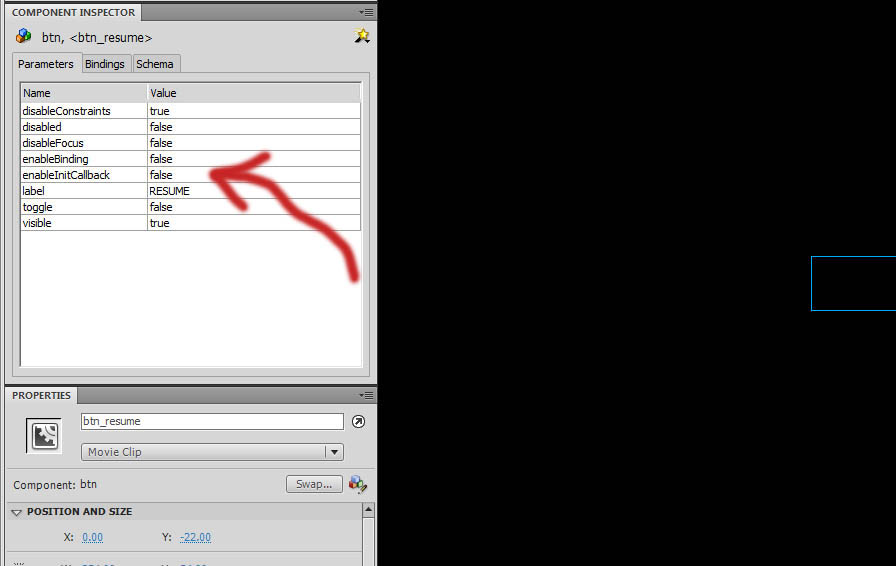 COMPONENT INSPECTOR
btn, <btn_resume>
Parameters Bindings Schema
Name Value
disableConstraints true
disabled false
disableFocus false
enableBinding false
enableInitCallback false
label RESUME
toggle false
visible true
PROPERTIES
btn_resume
Movie Clip
Component: btn Swap...
POSITION AND SIZE
X: 0.00 Y: -22.00